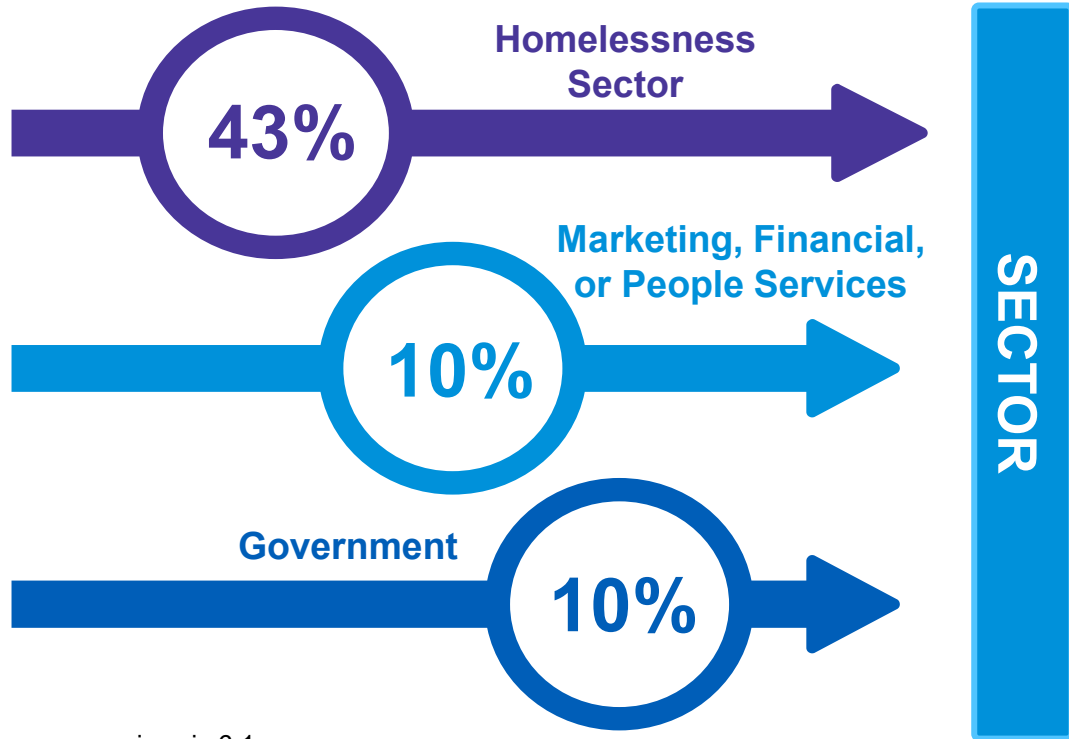 Homelessness
Sector
43%
Marketing, Financial,
or People Services
10%
Government
10%
SECTOR